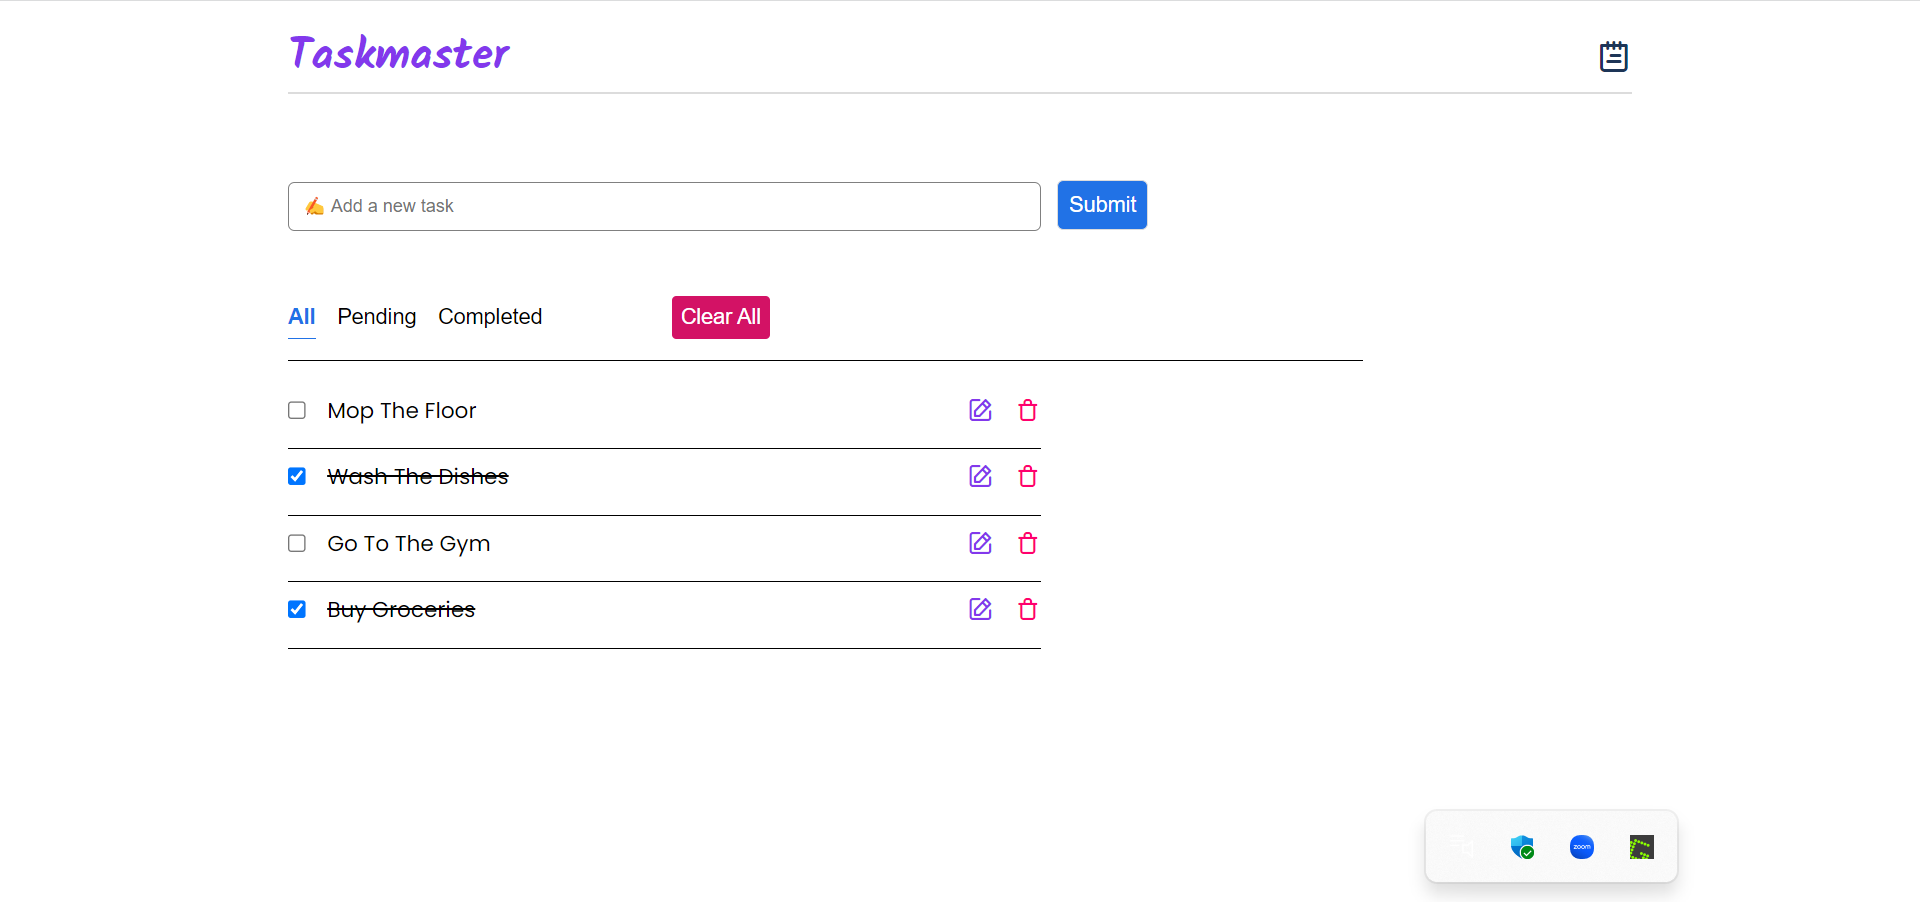 Taskmaster
✍️ Add a new task
Submit
All Pending Completed Clear All
Mop The Floor
Wash The Dishes
Go To The Gym
Buy Groceries
zoom